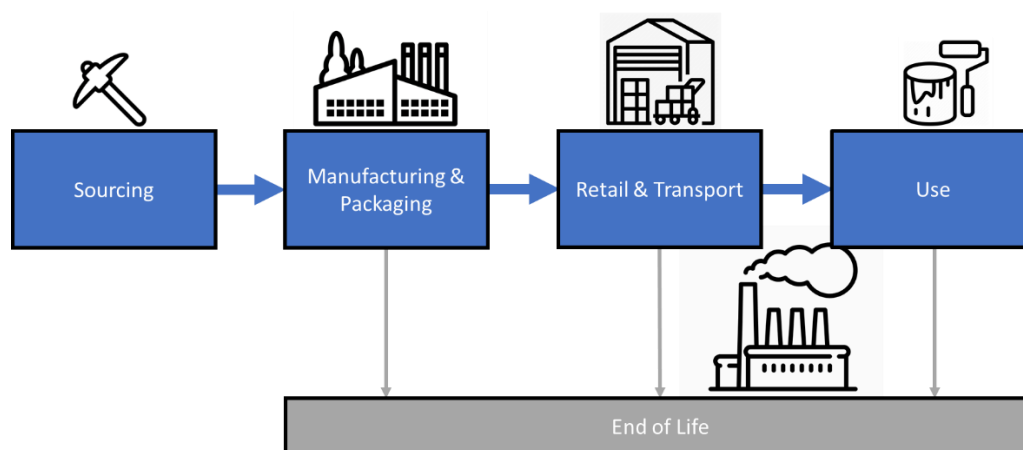 Sourcing
Manufacturing &
Packaging
Retail & Transport
Use
End of Life